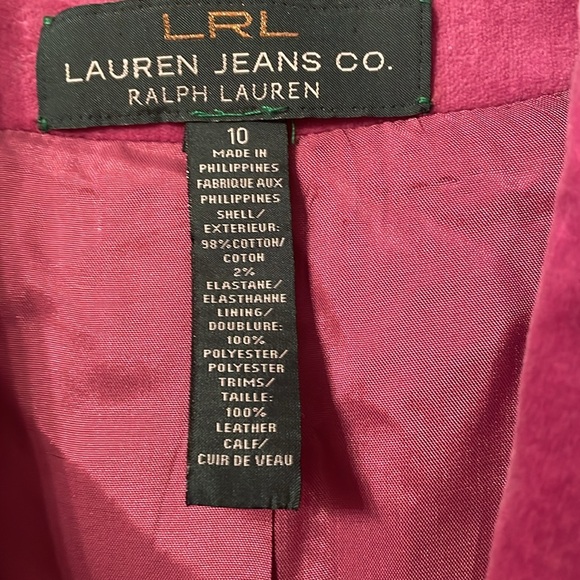 LRL
LAUREN JEANS CO.
RALPH LAUREN
10
MADE IN
PHILIPPINES
FABRIQUE AUX
PHILIPPINES
SHELL/
EXTERIEUR:
98%COTTON/
COTON
2%
ELASTANE/
ELASTHANNE
LINING/
DOUBLURE:
100%
POLYESTER/
POLYESTER
TRIMS/
TAILLE:
100%
LEATHER
CALF/
CUIR DE VEAU